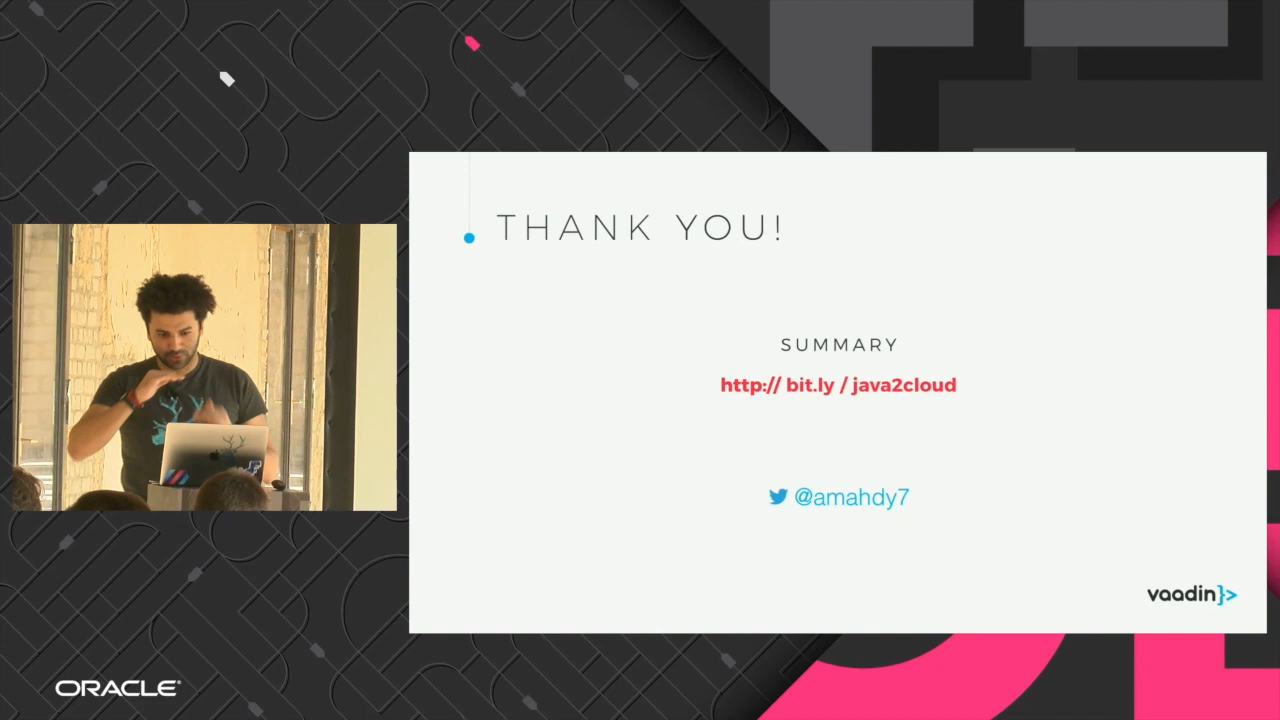 THANK YOU!
SUMMARY
http:// bit.ly / java2cloud
@amahdy7
vaadin}>
ORACLE®